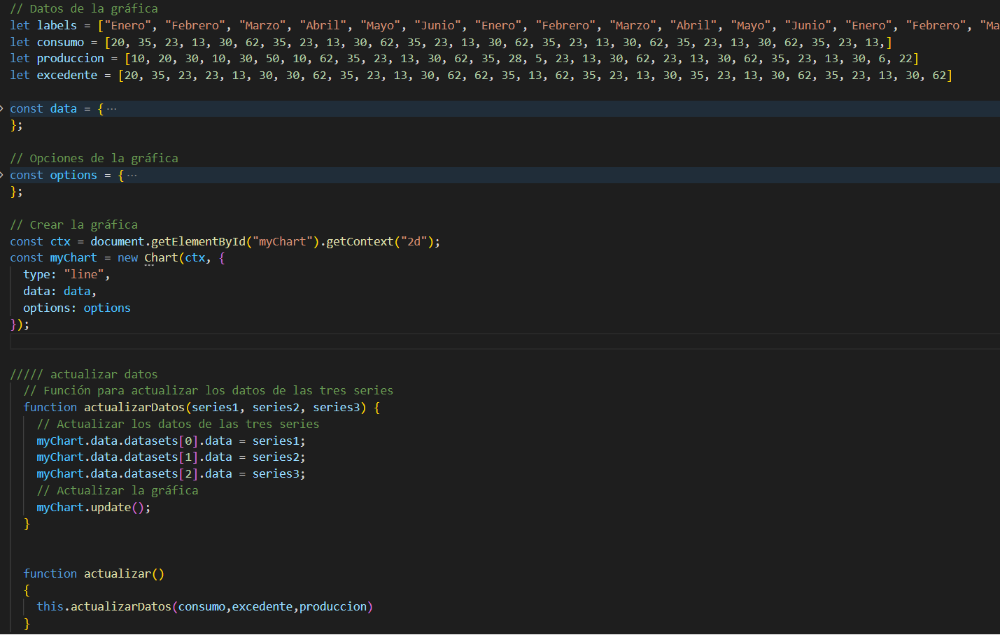 // Datos de la gráfica
let labels = ["Enero", "Febrero", "Marzo", "Abril", "Mayo", "Junio", "Enero", "Febrero", "Marzo", "Abril", "Mayo", "Junio", "Enero", "Febrero", "Ma
let consumo = [20, 35, 23, 13, 30, 62, 35, 23, 13, 30, 62, 35, 23, 13, 30, 62, 35, 23, 13, 30, 62, 35, 23, 13, 30, 62, 35, 23, 13,]
let produccion = [10, 20, 30, 10, 30, 50, 10, 62, 35, 23, 13, 30, 62, 35, 28, 5, 23, 13, 30, 62, 23, 13, 30, 62, 35, 23, 13, 30, 6, 22]
let excedente = [20, 35, 23, 23, 13, 30, 30, 62, 35, 23, 13, 30, 62, 62, 35, 13, 62, 35, 23, 13, 30, 35, 23, 13, 30, 62, 35, 23, 13, 30, 62]
const data = { ···
};
// Opciones de la gráfica
const options = { ···
};
// Crear la gráfica
const ctx = document.getElementById("myChart").getContext("2d");
const myChart = new Chart(ctx, {
type: "line",
data: data,
options: options
});
///// actualizar datos
// Función para actualizar los datos de las tres series
function actualizarDatos(series1, series2, series3) {
// Actualizar los datos de las tres series
myChart.data.datasets[0].data = series1;
myChart.data.datasets[1].data = series2;
myChart.data.datasets[2].data = series3;
// Actualizar la gráfica
myChart.update();
}
function actualizar()
{
this.actualizarDatos(consumo,excedente,produccion)
}